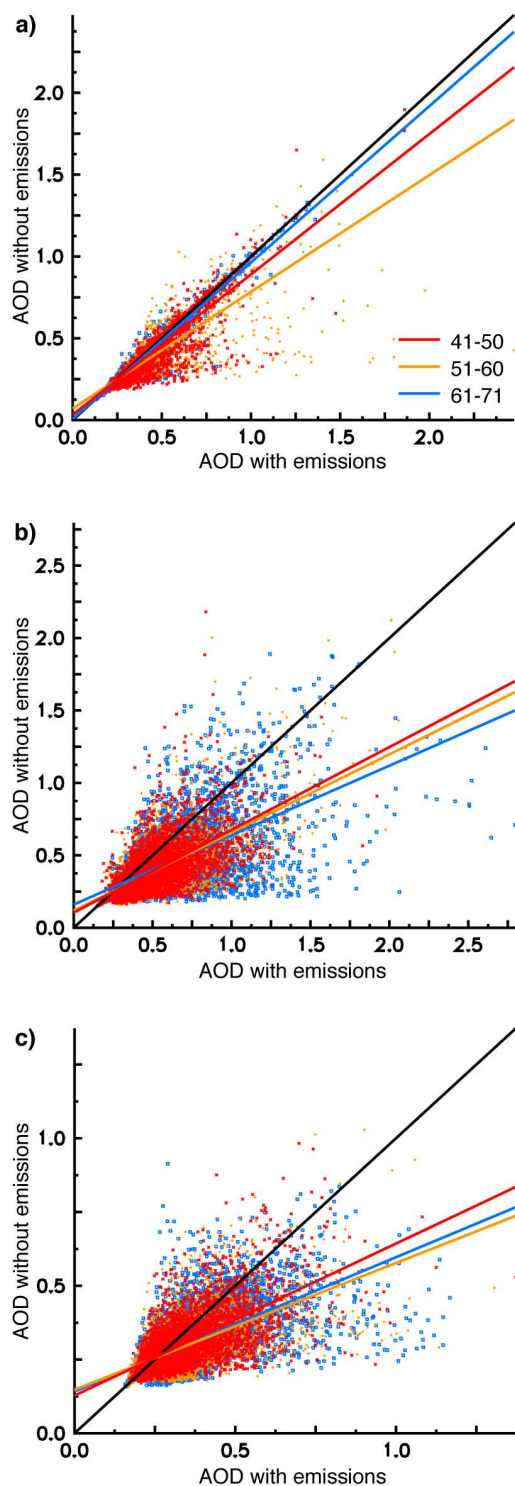 a)
AOD without emissions
2.0
1.5
1.0
0.5
0.0
41-50
51-60
61-71
0.0 0.5 1.0 1.5 2.0
AOD with emissions
b)
AOD without emissions
2.5
2.0
1.5
1.0
0.5
0.0
0.0 0.5 1.0 1.5 2.0 2.5
AOD with emissions
c)
AOD without emissions
1.0
0.5
0.0
0.0 0.5 1.0
AOD with emissions